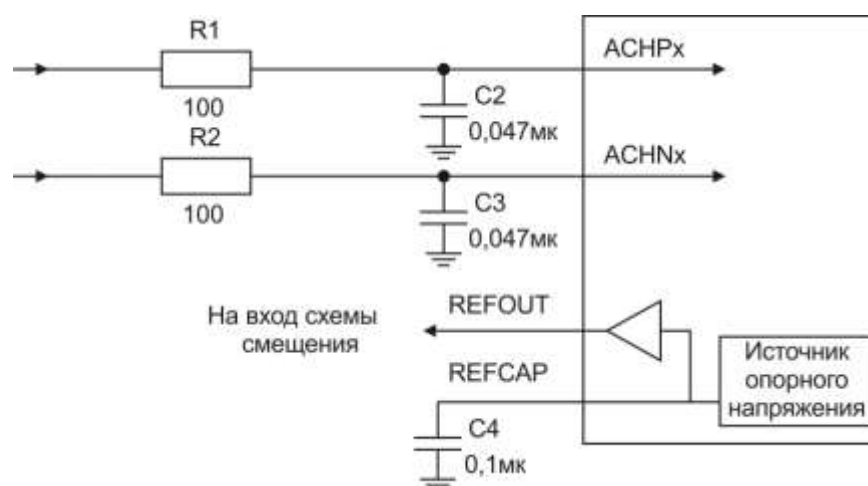 R1
ACHPx
100
C2
0,047мк
R2
ACHNx
100
C3
0,047мк
REFOUT
На вход схемы
смещения
REFCAP
Источник
опорного
напряжения
C4
0,1мк